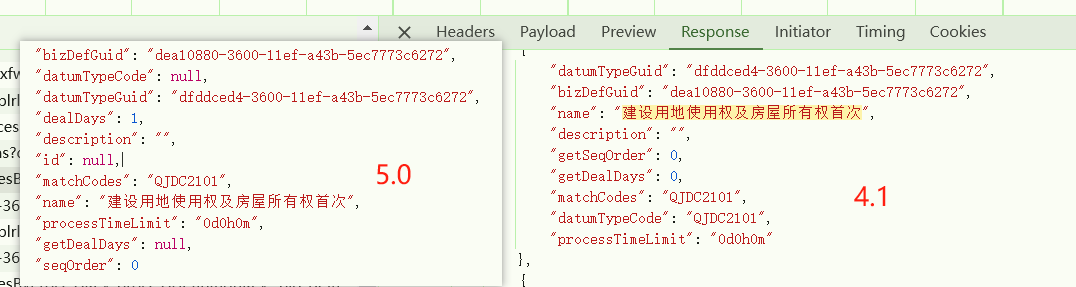 Headers Payload Preview Response Initiator Timing Cookies
"bizDefGuid": "dea10880-3600-11ef-a43b-5ec7773c6272",
"datumTypeCode": null,
"datumTypeGuid": "dfddced4-3600-11ef-a43b-5ec7773c6272",
"dealDays": 1,
"description": "",
"id": null,
"matchCodes": "QJDC2101",
"name": "建设用地使用权及房屋所有权首次",
"processTimeLimit": "0d0h0m",
"getDealDays": null,
"seqOrder": 0
5.0
{
"datumTypeGuid": "dfddced4-3600-11ef-a43b-5ec7773c6272",
"bizDefGuid": "dea10880-3600-11ef-a43b-5ec7773c6272",
"name": "建设用地使用权及房屋所有权首次",
"description": "",
"getSeqOrder": 0,
"getDealDays": 0,
"matchCodes": "QJDC2101",
"datumTypeCode": "QJDC2101",
"processTimeLimit": "0d0h0m"
},
{
4.1